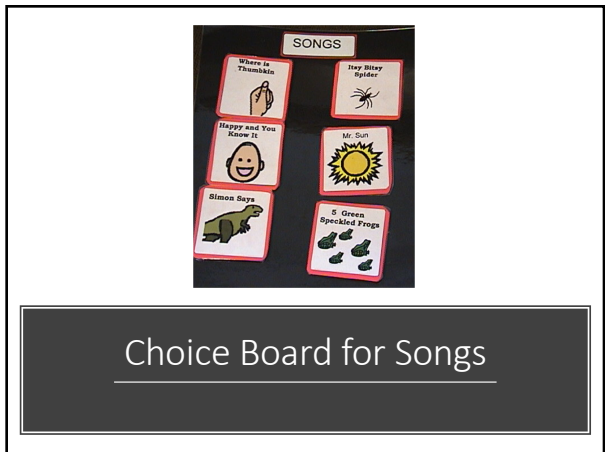 SONGS
Where is
Thumbkin
Itsy Bitsy
Spider
Happy and You
Know It
Mr. Sun
Simon Says
5 Green
Speckled Frogs
Choice Board for Songs